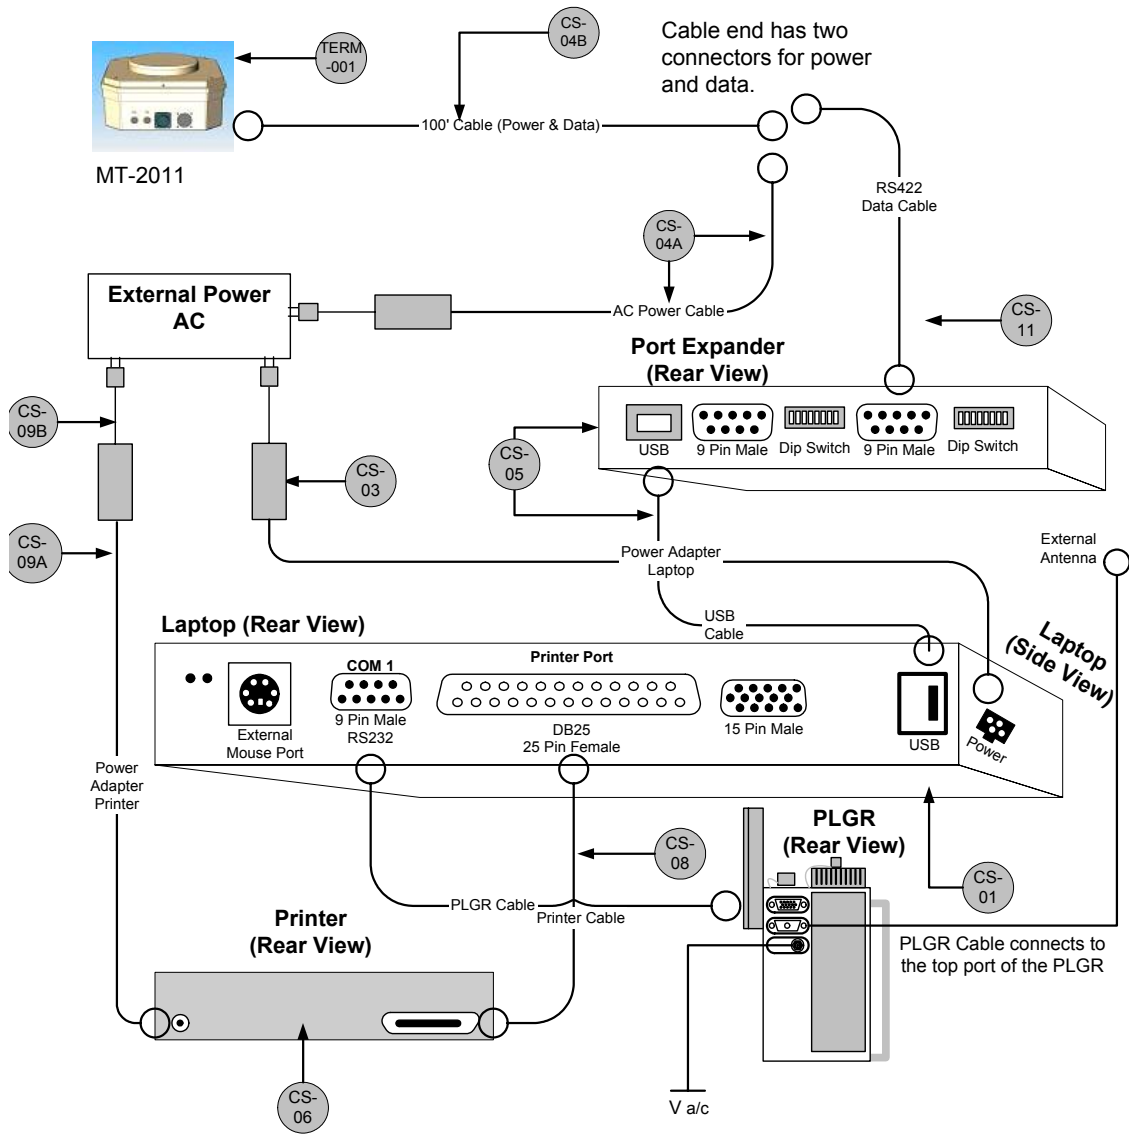 TERM
-001
CS-
04B
Cable end has two
connectors for power
and data.
100' Cable (Power & Data)
MT-2011
RS422
Data Cable
CS-
04A
External Power
AC
AC Power Cable
CS-
11
Port Expander
(Rear View)
CS-
09B
USB
9 Pin Male
Dip Switch
9 Pin Male
Dip Switch
CS-
03
CS-
05
CS-
09A
Power Adapter
Laptop
External
Antenna
USB
Cable
Laptop (Rear View)
Laptop
(Side View)
COM 1
Printer Port
9 Pin Male
RS232
External
Mouse Port
DB25
25 Pin Female
15 Pin Male
USB
Power
Power
Adapter
Printer
PLGR
(Rear View)
CS-
08
CS-
01
PLGR Cable
Printer Cable
Printer
(Rear View)
PLGR Cable connects to
the top port of the PLGR
CS-
06
V a/c